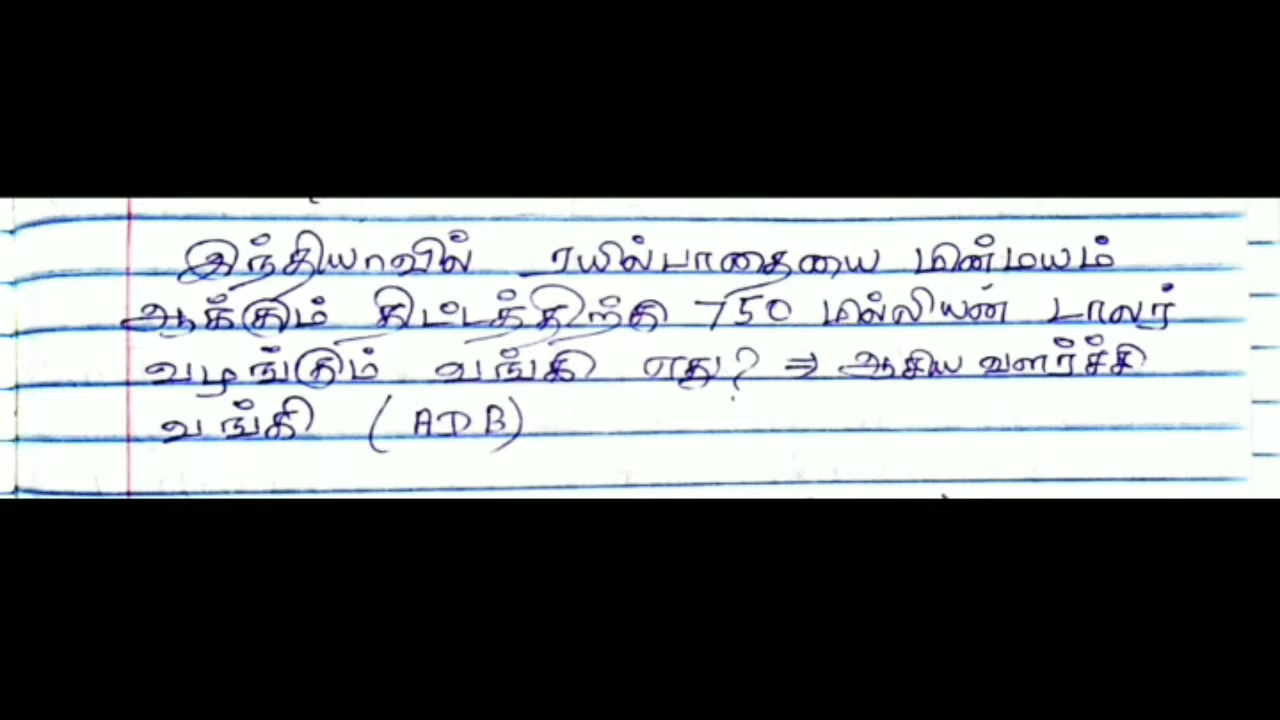 இந்தியாவில் ரயில்பாதையை மின்மயம்
ஆக்கும் திட்டத்திற்கு 750 மில்லியன் டாலர்
வழங்கும் வங்கி எது? ⇒ ஆசிய வளர்ச்சி
வங்கி (ADB)